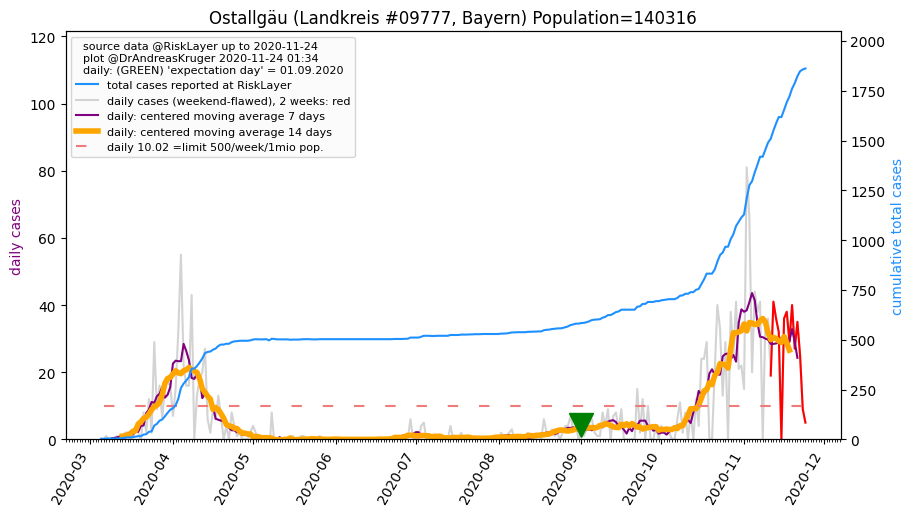 Ostallgäu (Landkreis #09777, Bayern) Population=140316
source data @RiskLayer up to 2020-11-24
plot @DrAndreasKruger 2020-11-24 01:34
daily: (GREEN) 'expectation day' = 01.09.2020
total cases reported at RiskLayer
daily cases (weekend-flawed), 2 weeks: red
daily: centered moving average 7 days
daily: centered moving average 14 days
daily 10.02 =limit 500/week/1mio pop.
daily cases
120
100
80
60
40
20
0
cumulative total cases
2000
1750
1500
1250
1000
750
500
250
0
2020-03
2020-04
2020-05
2020-06
2020-07
2020-08
2020-09
2020-10
2020-11
2020-12